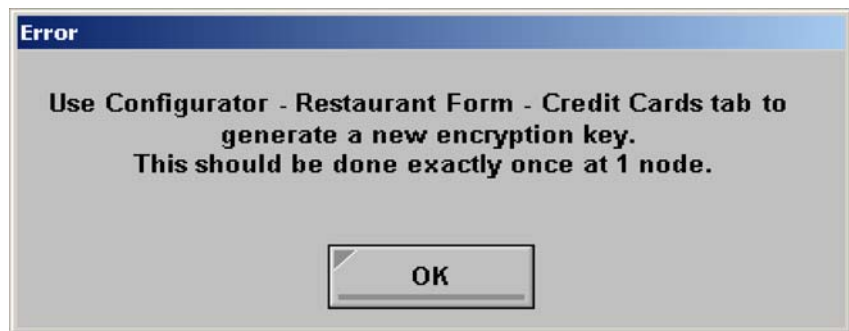 Error
Use Configurator - Restaurant Form - Credit Cards tab to
generate a new encryption key.
This should be done exactly once at 1 node.
OK